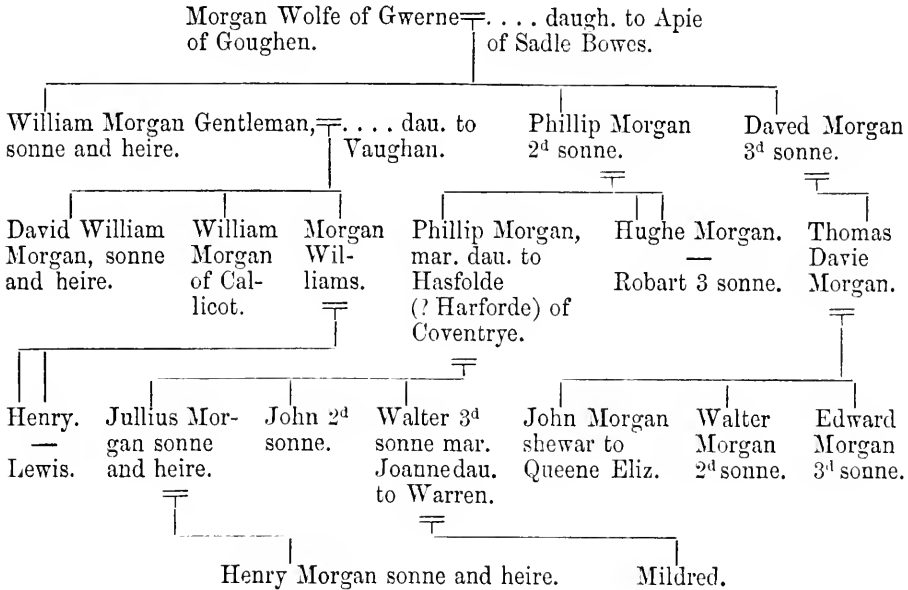 Morgan Wolfe of Gwerne . . . . daugh. to Apie
of Goughen. of Sadle Bowes.
William Morgan Gentleman, . . . . dau. to
sonne and heire. Vaughan.
Phillip Morgan
2d sonne.
Daved Morgan
3d sonne.
David William
Morgan, sonne
and heire.
William
Morgan
of Cal-
licot.
Morgan
Wil-
liams.
Phillip Morgan,
mar. dau. to
Hasfolde
(? Harforde) of
Coventrye.
Hughe Morgan.
—
Robart 3 sonne.
Thomas
Davie
Morgan.
Henry.
—
Lewis.
Jullius Mor-
gan sonne
and heire.
John 2d
sonne.
Walter 3d
sonne mar.
Joanne dau.
to Warren.
John Morgan
shewar to
Queene Eliz.
Walter
Morgan
2d sonne.
Edward
Morgan
3d sonne.
Henry Morgan sonne and heire.
Mildred.